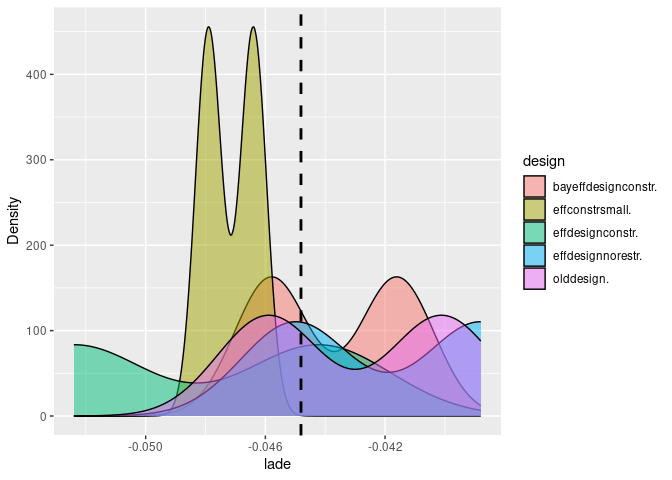 400
300
200
100
0
Density
-0.050
-0.046
-0.042
lade
design
bayeffdesignconstr.
effconstrsmall.
effdesignconstr.
effdesignnorestr.
olddesign.